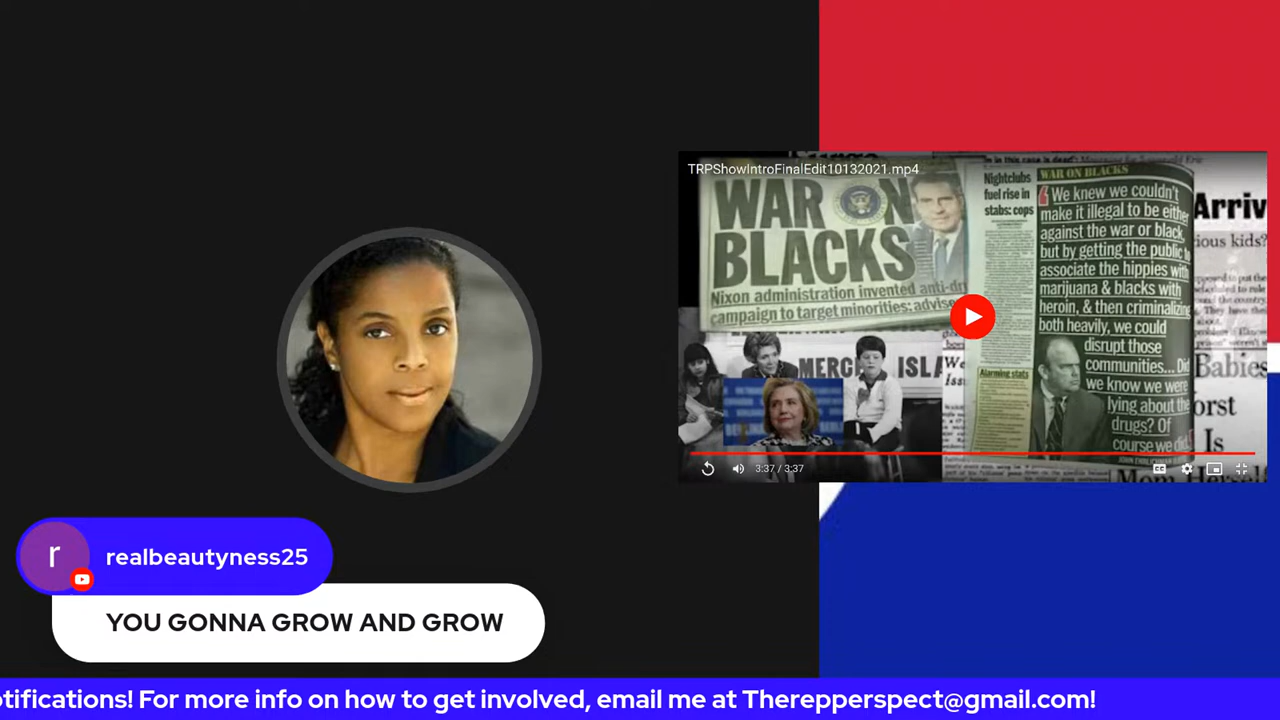 TRPShowIntroFinalEdit10132021.mp4
WAR ON
BLACKS
Nixon administration invented anti-dr
campaign to target minorities: advise
Nightclubs
fuel rise in
stabs: cops
WAR ON BLACKS
We knew we couldn't
make it illegal to be either
against the war or black,
but by getting the public to
associate the hippies with
marijuana & blacks with
heroin, & then criminalizing
both heavily, we could
disrupt those
communities... Did
we know we were
lying about the
drugs? Of
course we did.
Alarming stats
Arriv
ious kids?
Babies
orst
Is
Mom Herself
MERCH ISLA
3:37 / 3:37
CC
r
realbeautyness25
YOU GONNA GROW AND GROW
otifications! For more info on how to get involved, email me at Therepperspect@gmail.com!